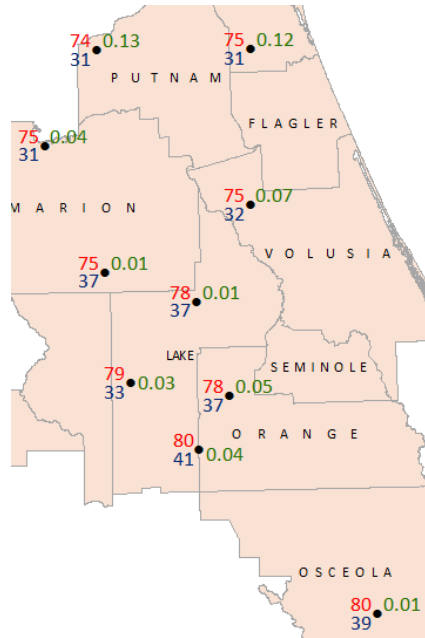 74 0.13
31
75 0.12
31
PUTNAM
FLAGLER
75 0.04
31
75 0.07
32
MARION
VOLUSIA
75 0.01
37
78 0.01
37
LAKE
SEMINOLE
79 0.03
33
78 0.05
37
ORANGE
80 0.04
41
OSCEOLA
80 0.01
39